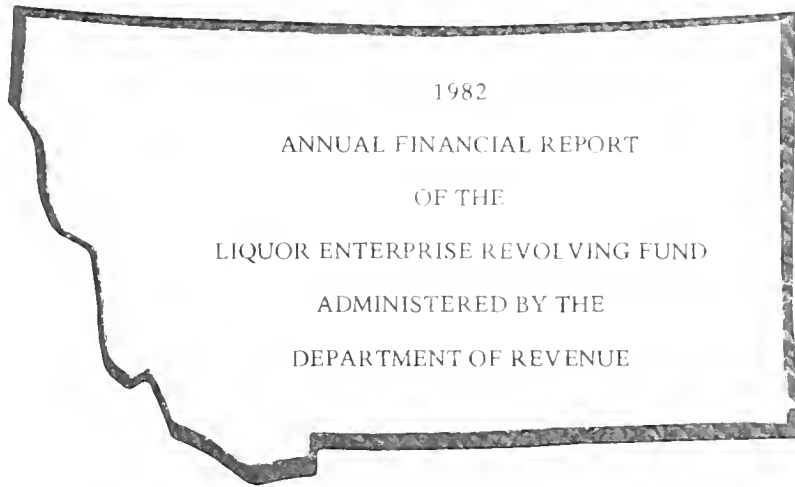 1982
ANNUAL FINANCIAL REPORT
OF THE
LIQUOR ENTERPRISE REVOLVING FUND
ADMINISTERED BY THE
DEPARTMENT OF REVENUE